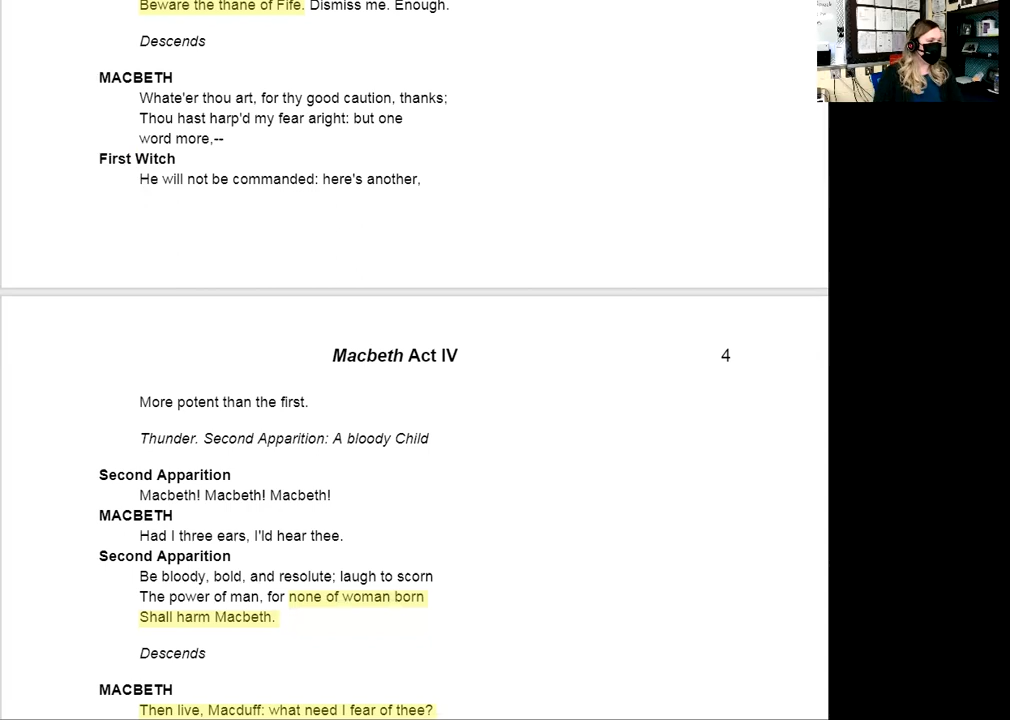 Beware the thane of Fife. Dismiss me. Enough.
Descends
MACBETH
Whate'er thou art, for thy good caution, thanks;
Thou hast harp'd my fear aright: but one
word more,--
First Witch
He will not be commanded: here's another,
Macbeth Act IV 4
More potent than the first.
Thunder. Second Apparition: A bloody Child
Second Apparition
Macbeth! Macbeth! Macbeth!
MACBETH
Had I three ears, I'ld hear thee.
Second Apparition
Be bloody, bold, and resolute; laugh to scorn
The power of man, for none of woman born
Shall harm Macbeth.
Descends
MACBETH
Then live, Macduff: what need I fear of thee?